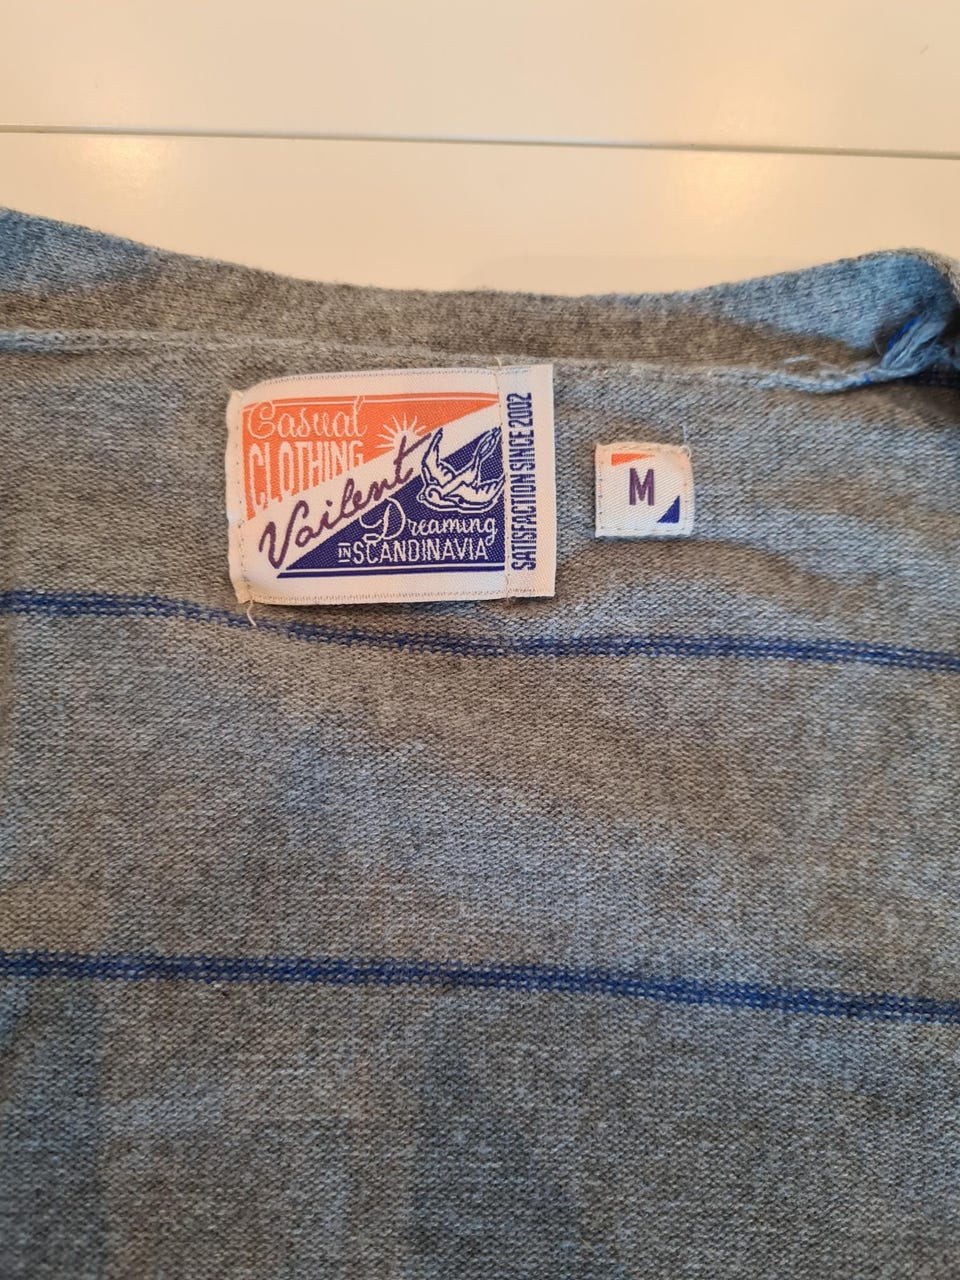 Casual
CLOTHING
Vailent
Dreaming
IN SCANDINAVIA
SATISFACTION SINCE 2002
M